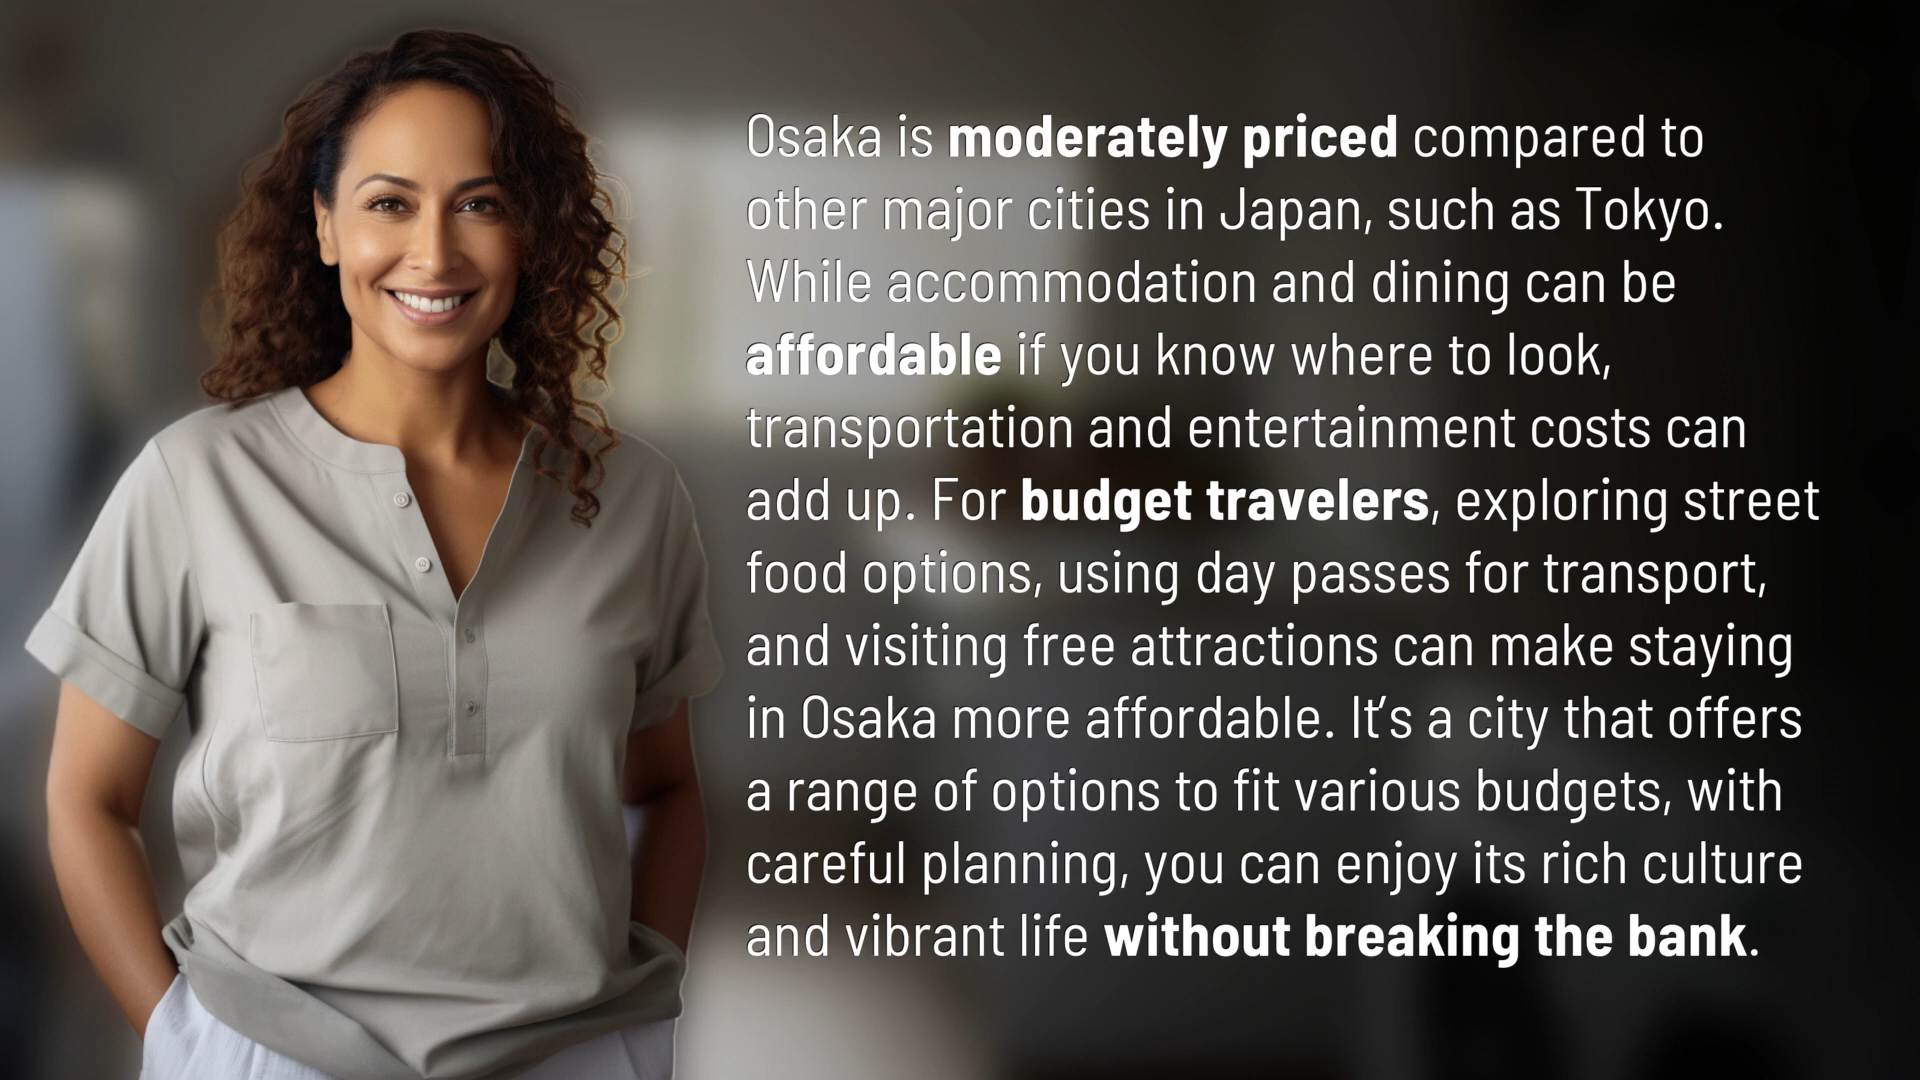 Osaka is moderately priced compared to
other major cities in Japan, such as Tokyo.
While accommodation and dining can be
affordable if you know where to look,
transportation and entertainment costs can
add up. For budget travelers, exploring street
food options, using day passes for transport,
and visiting free attractions can make staying
in Osaka more affordable. It’s a city that offers
a range of options to fit various budgets, with
careful planning, you can enjoy its rich culture
and vibrant life without breaking the bank.